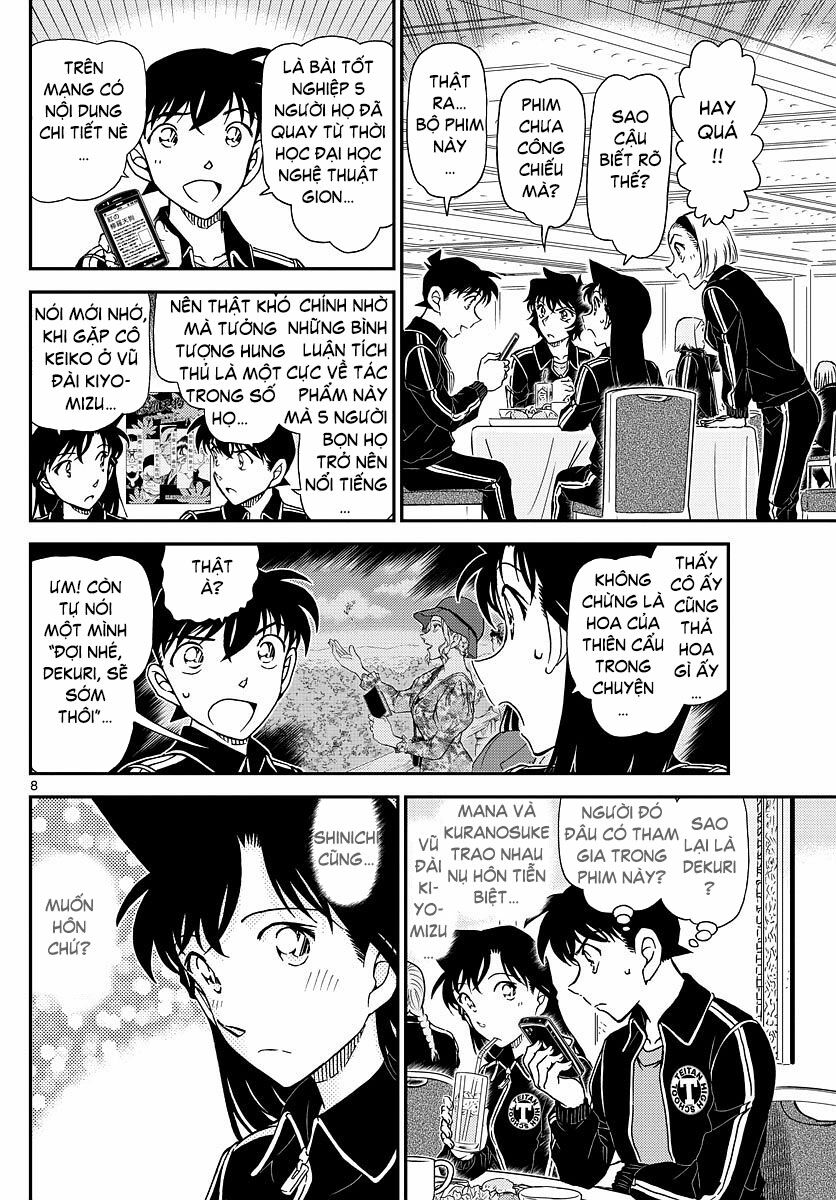 HAY
QUÁ
!!
SAO
CẬU
BIẾT RÕ
THẾ?
PHIM
CHƯA
CÔNG
CHIẾU
MÀ?
THẬT
RA...
BỘ PHIM
NÀY ...
LÀ BÀI TỐT
NGHIỆP 5
NGƯỜI HỌ ĐÃ
QUAY TỪ THỜI
HỌC ĐẠI HỌC
NGHỆ THUẬT
GION...
TRÊN
MẠNG CÓ
NỘI DUNG
CHI TIẾT NÈ
...
CHÍNH NHỜ
NHỮNG BÌNH
LUẬN TÍCH
CỰC VỀ TÁC
PHẨM NÀY
MÀ 5 NGƯỜI
BỌN HỌ
TRỞ NÊN
NỔI TIẾNG
...
NÊN THẬT KHÓ
MÀ TƯỞNG
TƯỢNG HUNG
THỦ LÀ MỘT
TRONG SỐ
HỌ...
NÓI MỚI NHỚ,
KHI GẶP CÔ
KEIKO Ở VŨ
ĐÀI KIYO-
MIZU...
THẤY
CÔ ẤY
CŨNG
THẢ
HOA GÌ ẤY
...
KHÔNG
CHỪNG LÀ
HOA CỦA
THIÊN CẨU
TRONG
CHUYỆN
...
THẬT
À?
ƯM! CÒN
TỰ NÓI
MỘT MÌNH
"ĐỢI NHÉ,
DEKURI, SẼ
SỚM
THÔI"...
8
SAO
LẠI LÀ
DEKURI
?
NGƯỜI ĐÓ
ĐÂU CÓ THAM
GIA TRONG
PHIM NÀY?
MANA VÀ
KURANOSUKE
TRAO NHAU
NỤ HÔN TIỄN
BIỆT...
VŨ
ĐÀI
KI-
YO-
MIZU
...
TEITAN HIGH SCHOOL
T
TEITAN HIGH SCHOOL
T
SHINICHI
CŨNG...
MUỐN
HÔN
CHỨ?